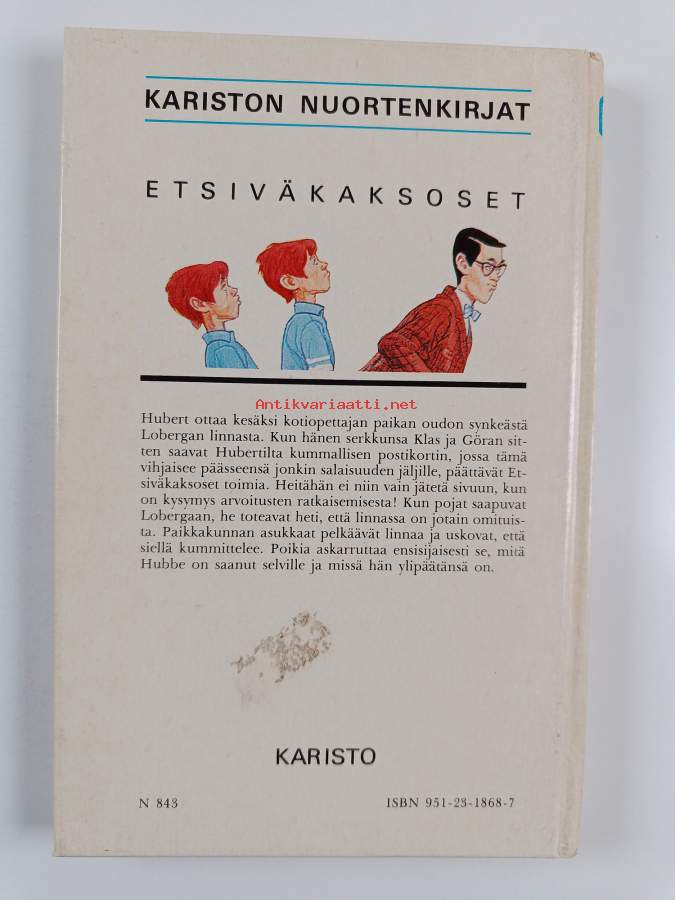 KARISTON NUORTENKIRJAT
ETSIVÄKAKSOSET
Antikvariaatti.net
Hubert ottaa kesäksi kotiopettajan paikan oudon synkeästä
Lobergan linnasta. Kun hänen serkkunsa Klas ja Göran sit-
ten saavat Hubertilta kummallisen postikortin, jossa tämä
vihjaisee päässeensä jonkin salaisuuden jäljille, päättävät Et-
siväkaksoset toimia. Heitähän ei niin vain jätetä sivuun, kun
on kysymys arvoitusten ratkaisemisesta! Kun pojat saapuvat
Lobergaan, he toteavat heti, että linnassa on jotain omituis-
ta. Paikkakunnan asukkaat pelkäävät linnaa ja uskovat, että
siellä kummittelee. Poikia askarruttaa ensisijaisesti se, mitä
Hubbe on saanut selville ja missä hän ylipäätänsä on.
KARISTO
N 843
ISBN 951-23-1868-7